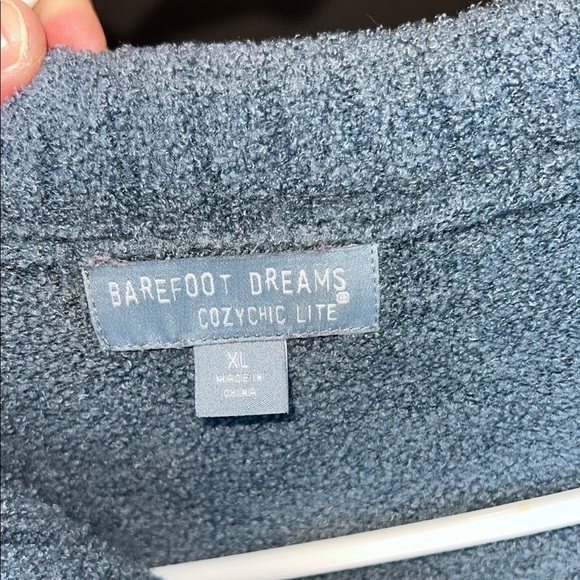 BAREFOOT DREAMS®
COZYCHIC LITE
XL
MADE IN
CHINA